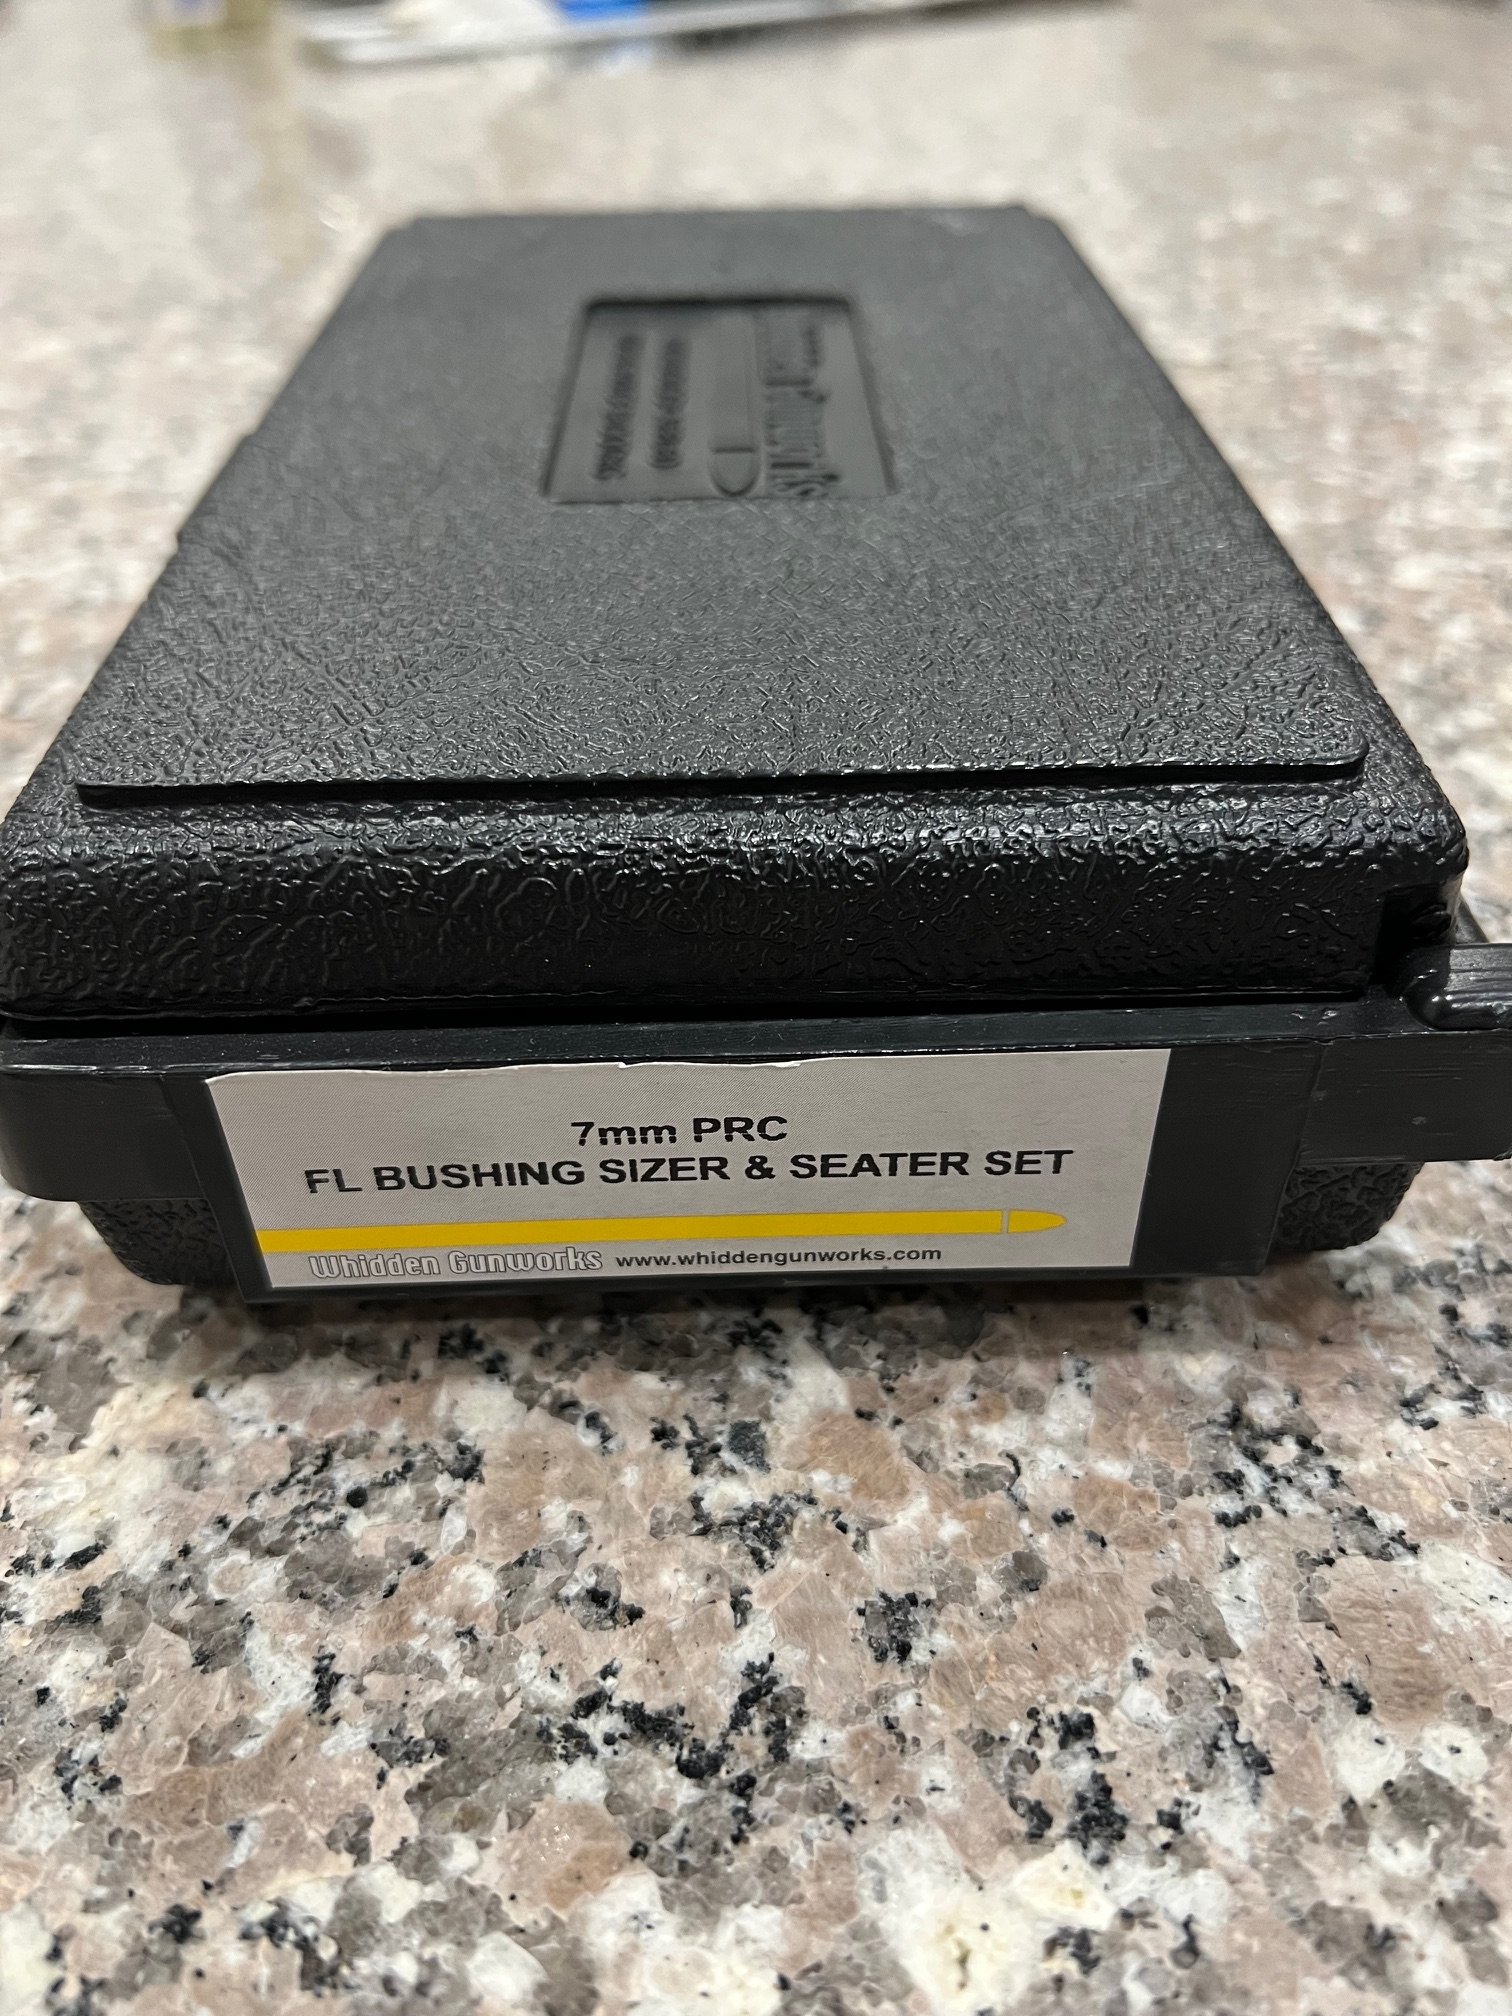 7mm PRC
FL BUSHING SIZER & SEATER SET
Whidden Gunworks www.whiddengunworks.com